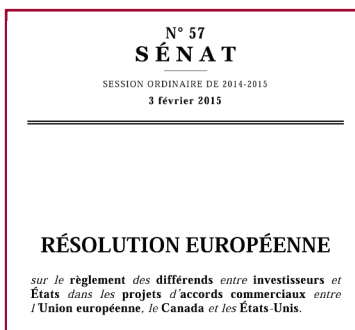 N° 57
SÉNAT
SESSION ORDINAIRE DE 2014-2015
3 février 2015
RÉSOLUTION EUROPÉENNE
sur le règlement des différends entre investisseurs et
États dans les projets d'accords commerciaux entre
l'Union européenne, le Canada et les États-Unis.